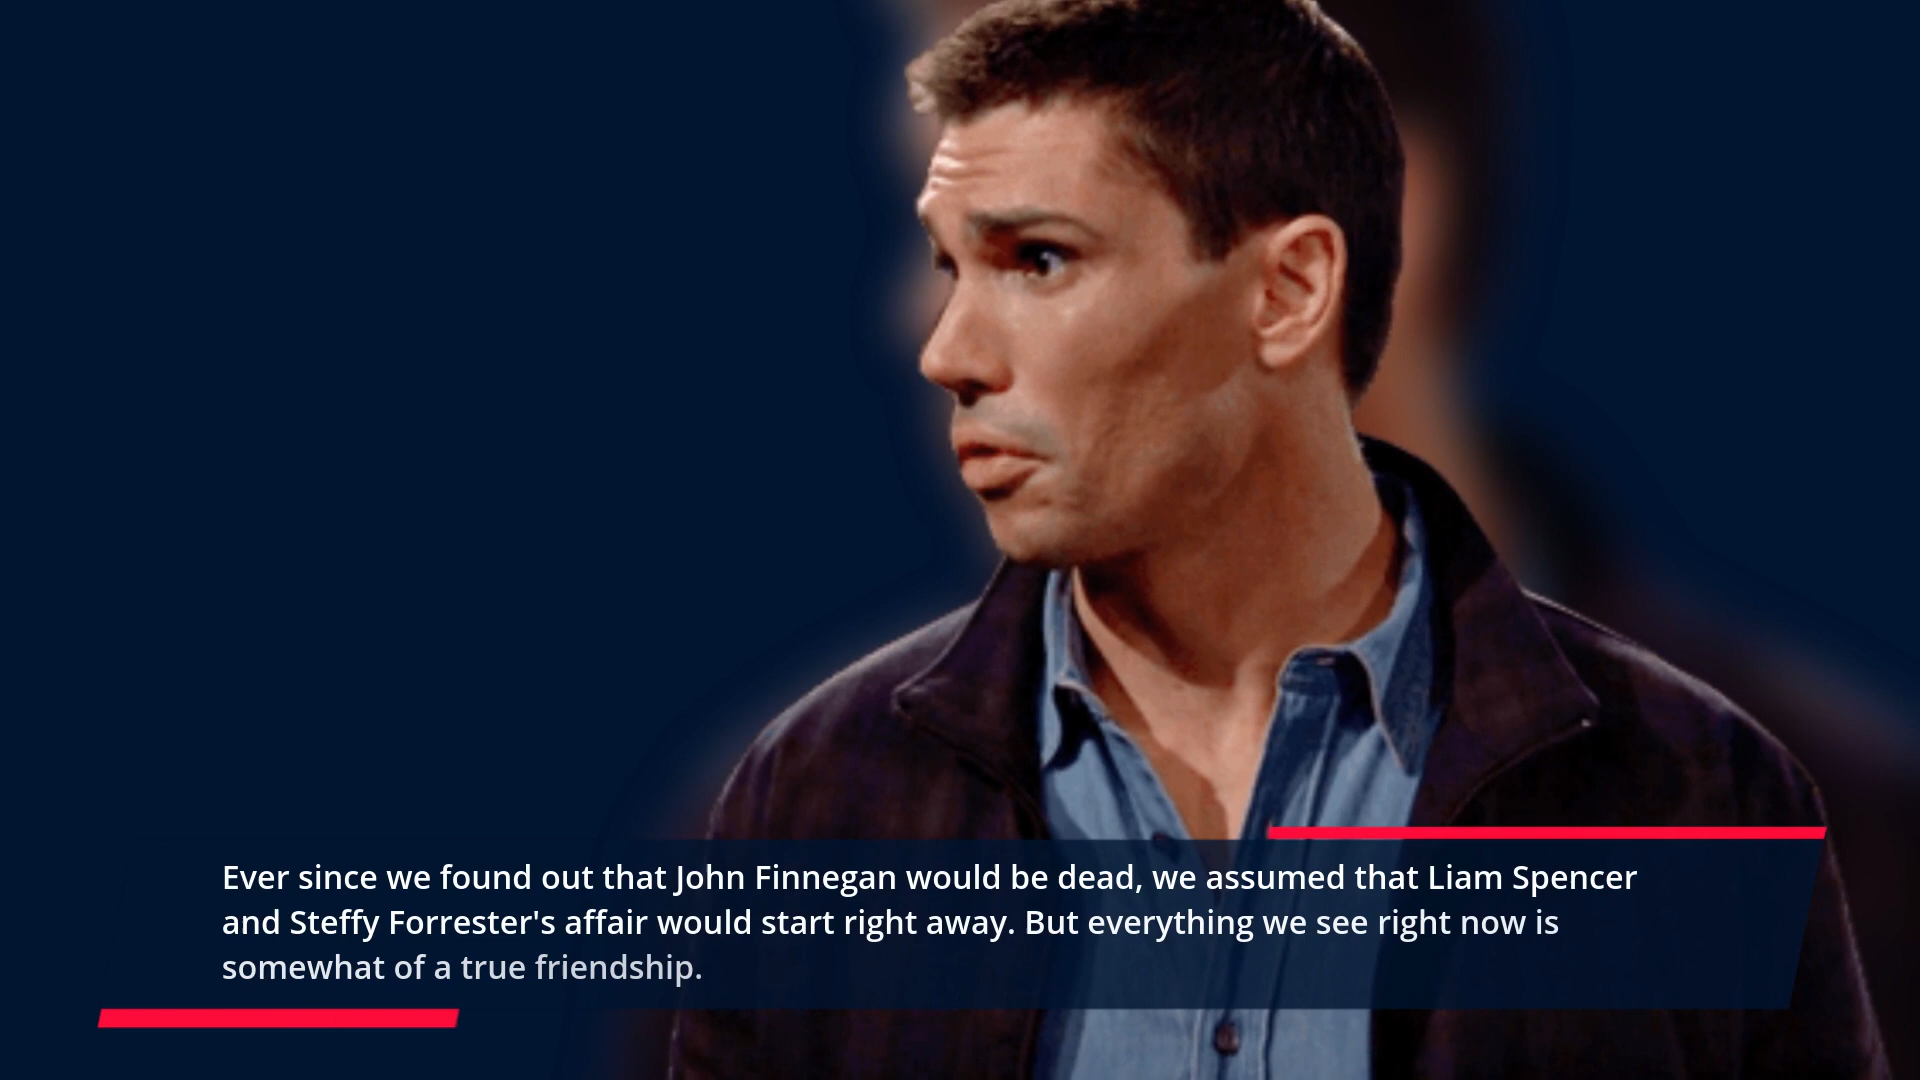 Ever since we found out that John Finnegan would be dead, we assumed that Liam Spencer
and Steffy Forrester's affair would start right away. But everything we see right now is
somewhat of a true friendship.